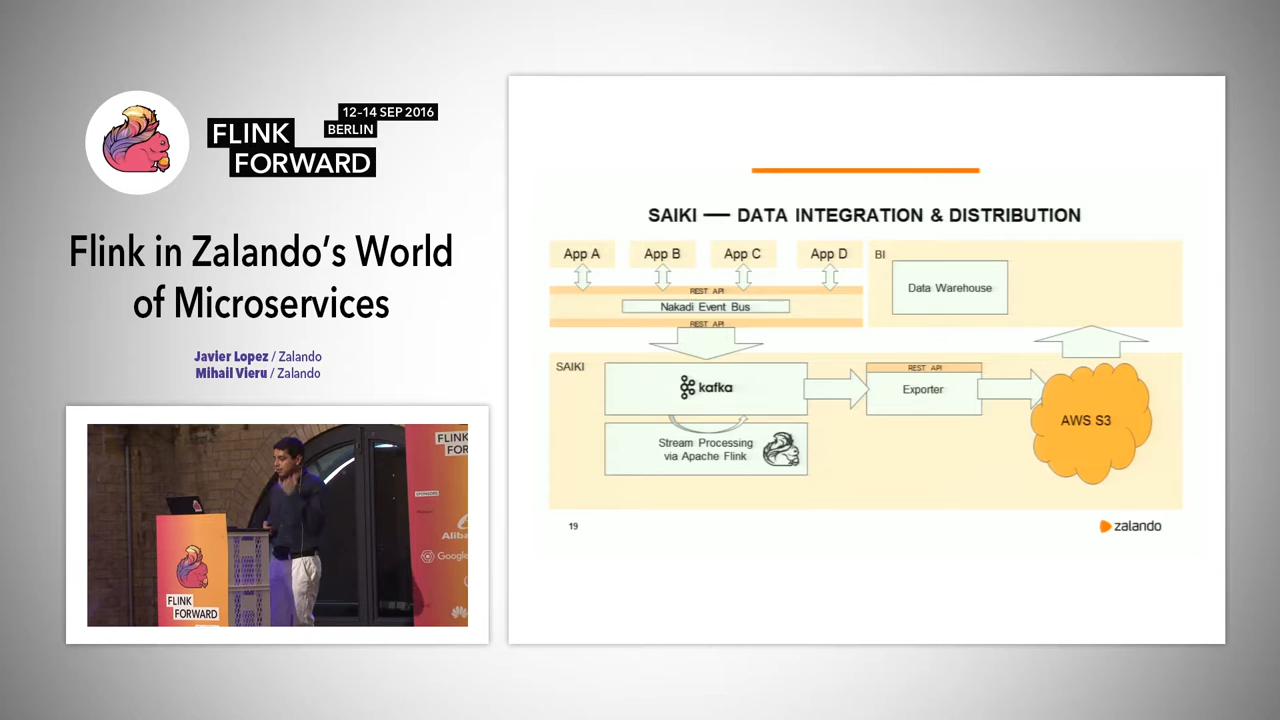 12–14 SEP 2016
BERLIN
FLINK
FORWARD
Flink in Zalando’s World
of Microservices
Javier Lopez / Zalando
Mihail Vieru / Zalando
SAIKI — DATA INTEGRATION & DISTRIBUTION
App A
App B
App C
App D
BI
REST API
Nakadi Event Bus
REST API
Data Warehouse
SAIKI
kafka
REST API
Exporter
AWS S3
Stream Processing
via Apache Flink
19
zalando
FLINK
FOR
SPONSORS
Aliba
Google
FLINK
FORWARD